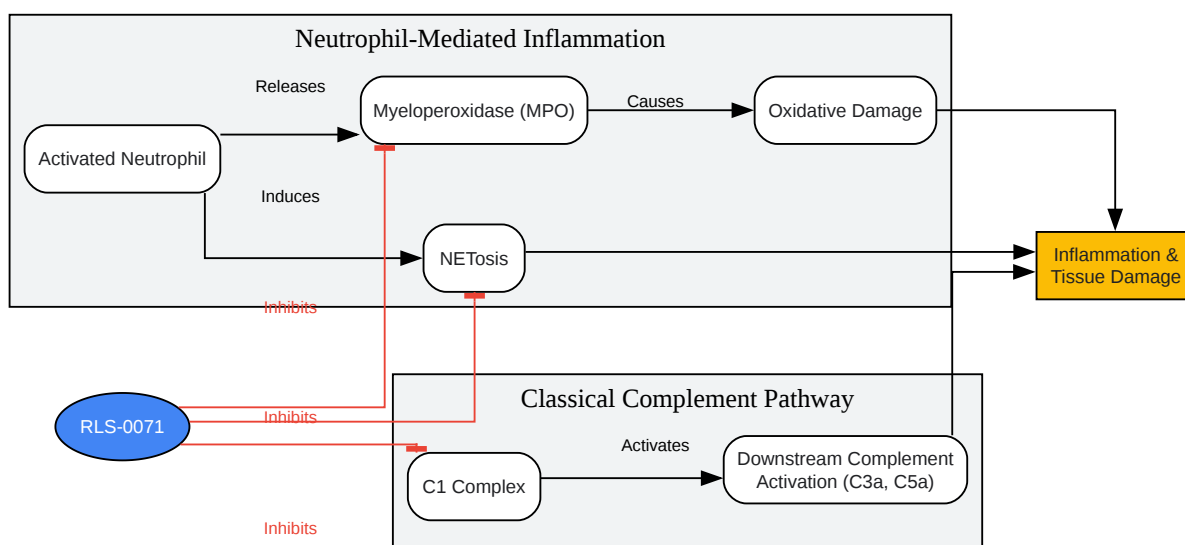 Neutrophil-Mediated Inflammation
Releases
Myeloperoxidase (MPO)
Causes
Oxidative Damage
Activated Neutrophil
Induces
NETosis
Inflammation &
Tissue Damage
Inhibits
Classical Complement Pathway
RLS-0071
Inhibits
Activates
Downstream Complement
Activation (C3a, C5a)
C1 Complex
Inhibits